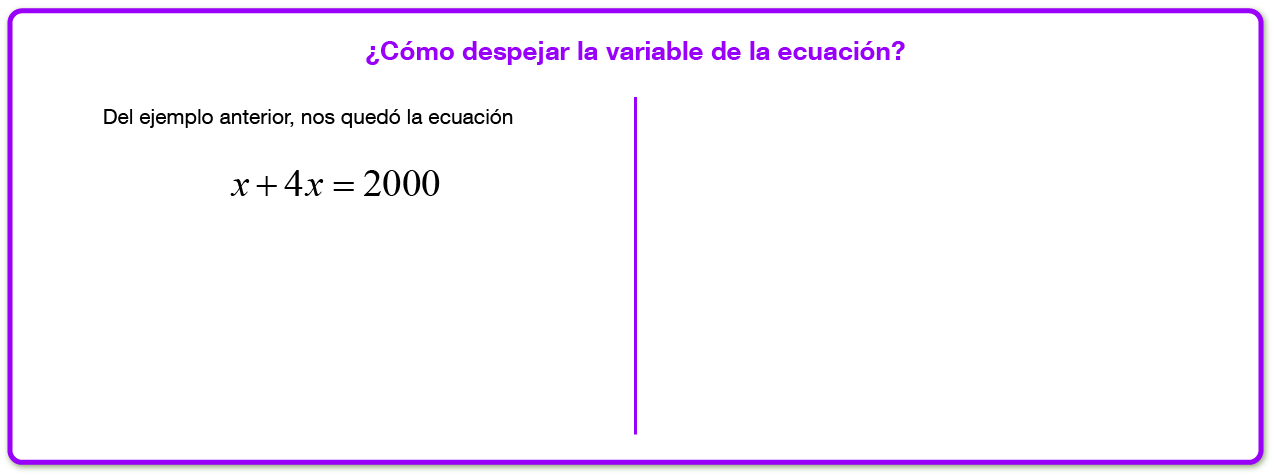 ¿Cómo despejar la variable de la ecuación?
Del ejemplo anterior, nos quedó la ecuación
x + 4x = 2000